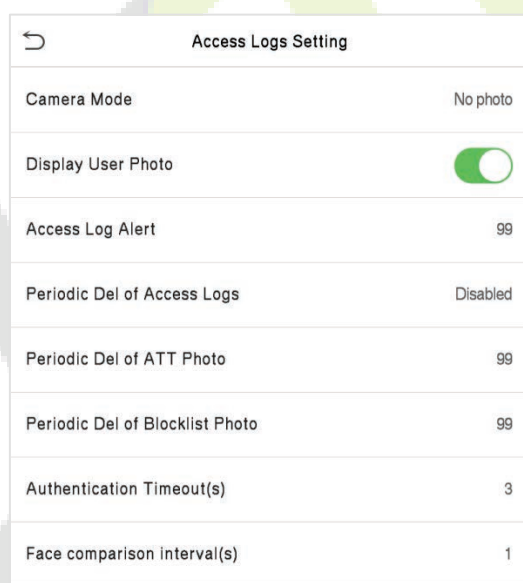 Access Logs Setting
Camera Mode No photo
Display User Photo
Access Log Alert 99
Periodic Del of Access Logs Disabled
Periodic Del of ATT Photo 99
Periodic Del of Blocklist Photo 99
Authentication Timeout(s) 3
Face comparison interval(s) 1